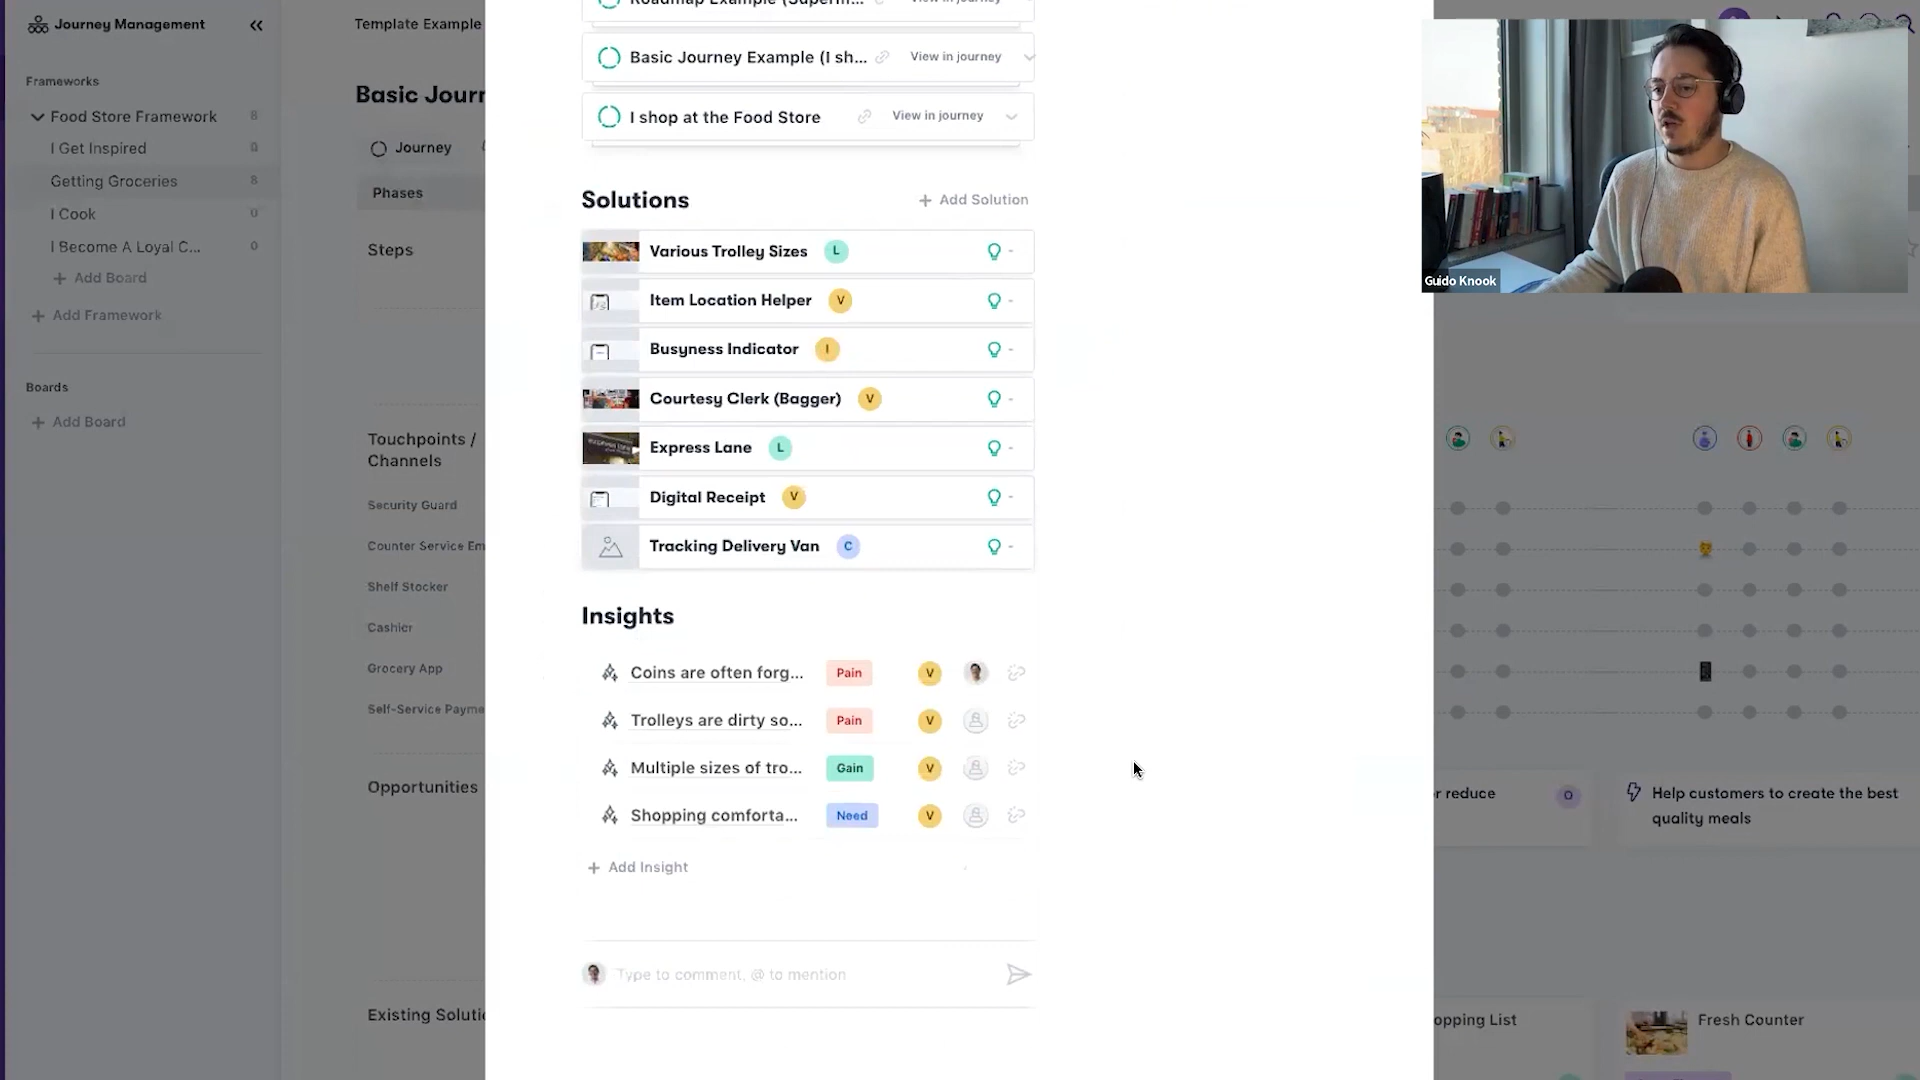 Journey Management
Frameworks
Food Store Framework 8
I Get Inspired
Getting Groceries 8
I Cook 0
I Become A Loyal C... 0
Add Board
Add Framework
Boards
Add Board
Template Example
Basic Journ
Journey
Phases
Steps
Touchpoints /
Channels
Security Guard
Counter Service Em
Shelf Stocker
Cashier
Grocery App
Self-Service Payme
Opportunities
Existing Soluti
Roadmap Example (Superm... View in journey
Basic Journey Example (I sh... View in journey
I shop at the Food Store View in journey
Solutions
Add Solution
Various Trolley Sizes L -
Item Location Helper V -
Busyness Indicator I -
Courtesy Clerk (Bagger) V -
Express Lane L -
Digital Receipt V -
Tracking Delivery Van C -
Insights
Coins are often forg... Pain V
Trolleys are dirty so... Pain V
Multiple sizes of tro... Gain V
Shopping comforta... Need V
Add Insight
Type to comment, @ to mention
Guido Knook
r reduce O
Help customers to create the best
quality meals
opping List
Fresh Counter